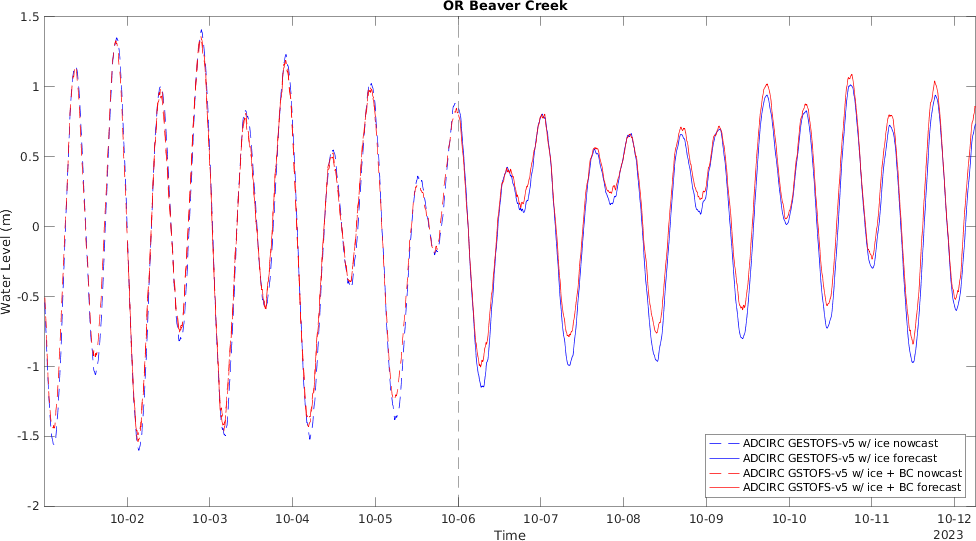 OR Beaver Creek
1.5
1
0.5
0
-0.5
-1
-1.5
-2
Water Level (m)
10-02 10-03 10-04 10-05 10-06 10-07 10-08 10-09 10-10 10-11 10-12
Time
2023
ADCIRC GESTOFS-v5 w/ ice nowcast
ADCIRC GESTOFS-v5 w/ ice forecast
ADCIRC GSTOFS-v5 w/ ice + BC nowcast
ADCIRC GSTOFS-v5 w/ ice + BC forecast